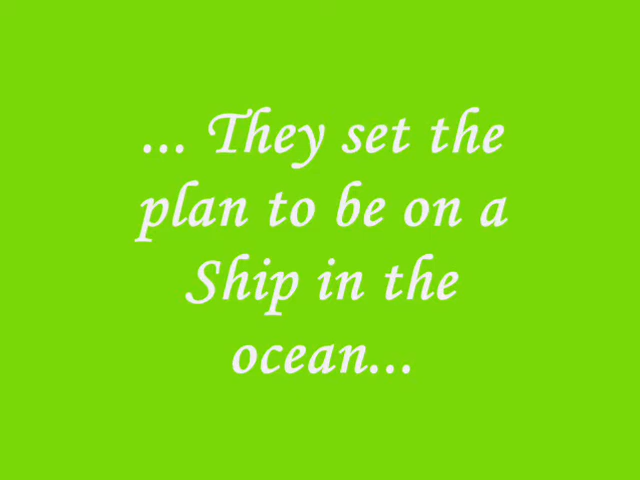 ... They set the
plan to be on a
Ship in the
ocean...